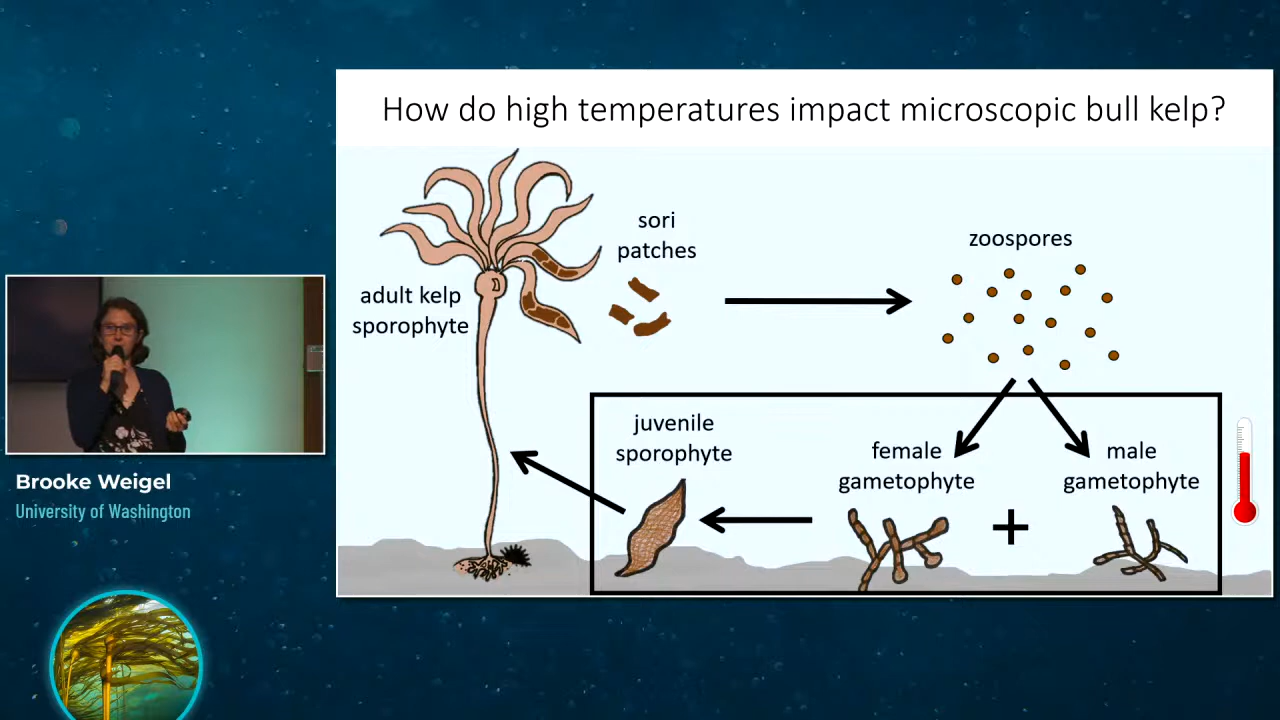 How do high temperatures impact microscopic bull kelp?
sori
patches
zoospores
adult kelp
sporophyte
juvenile
sporophyte
female
gametophyte
male
gametophyte
+
Brooke Weigel
University of Washington